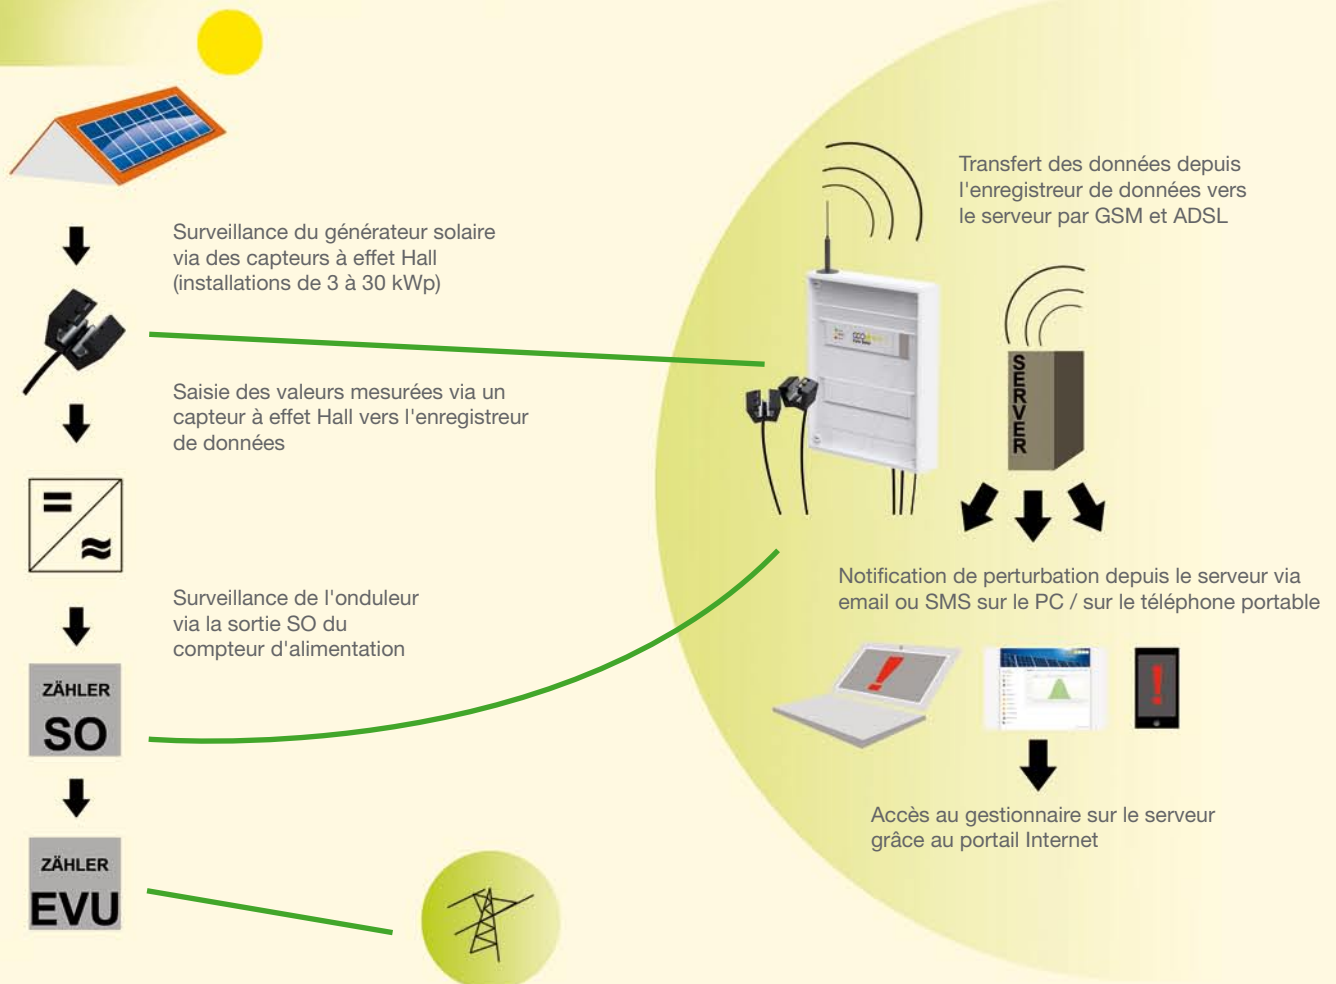 Surveillance du générateur solaire
via des capteurs à effet Hall
(installations de 3 à 30 kWp)
Saisie des valeurs mesurées via un
capteur à effet Hall vers l'enregistreur
de données
Surveillance de l'onduleur
via la sortie SO du
compteur d'alimentation
ZÄHLER
SO
ZÄHLER
EVU
Transfert des données depuis
l'enregistreur de données vers
le serveur par GSM et ADSL
SERVER
Notification de perturbation depuis le serveur via
email ou SMS sur le PC / sur le téléphone portable
!
!
Accès au gestionnaire sur le serveur
grâce au portail Internet